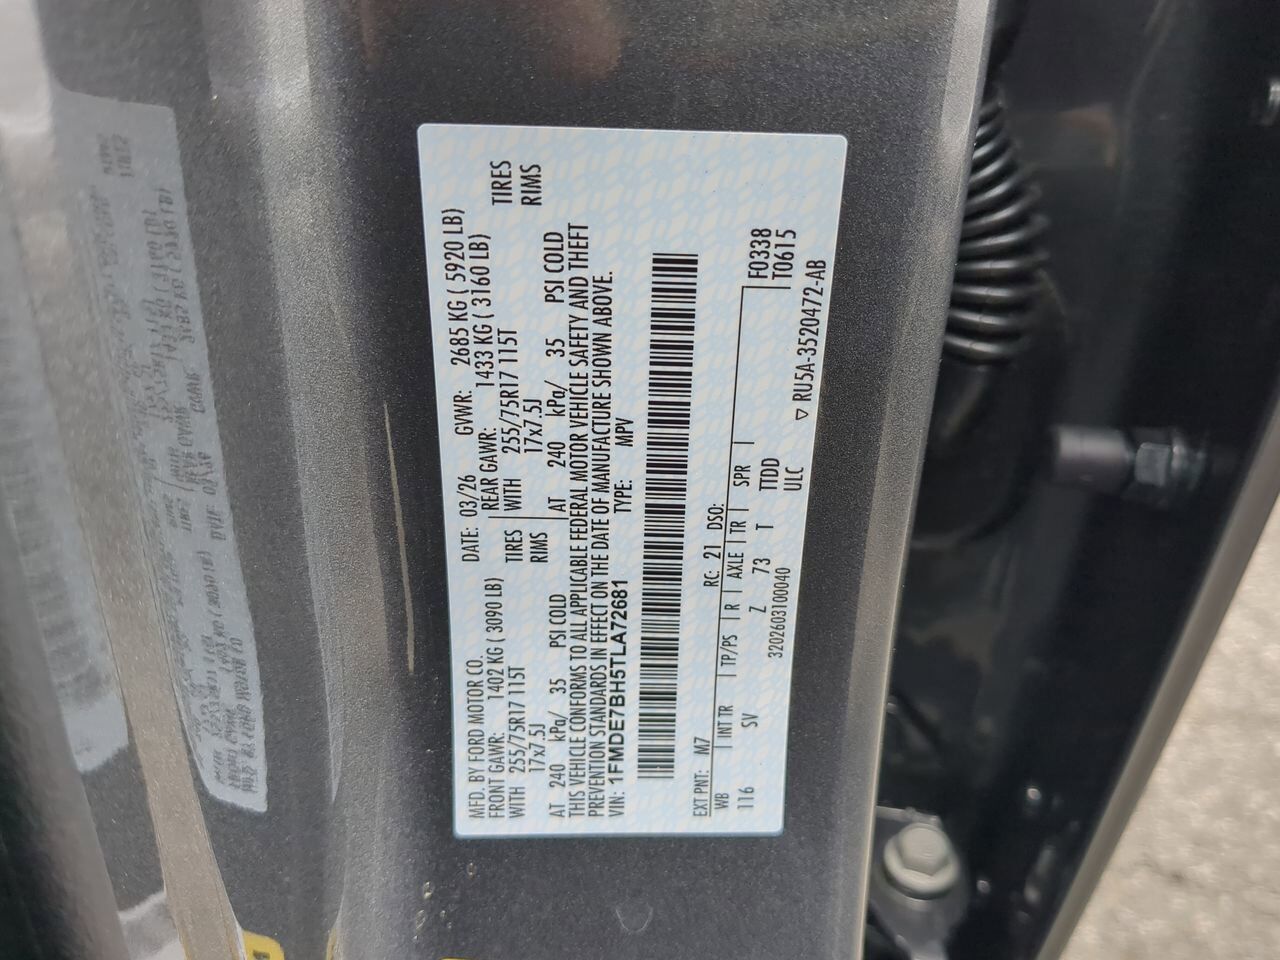 MFD. BY FORD MOTOR CO. DATE: 03/26 GVWR: 2685 KG ( 5920 LB)
FRONT GAWR: 1402 KG ( 3090 LB) REAR GAWR: 1433 KG ( 3160 LB)
WITH 255/75R17 115T TIRES WITH 255/75R17 115T TIRES
17x7.5J RIMS 17x7.5J RIMS
AT 240 kPa/ 35 PSI COLD AT 240 kPa/ 35 PSI COLD
THIS VEHICLE CONFORMS TO ALL APPLICABLE FEDERAL MOTOR VEHICLE SAFETY AND THEFT
PREVENTION STANDARDS IN EFFECT ON THE DATE OF MANUFACTURE SHOWN ABOVE.
VIN: 1FMDE7BH5TLA72681 TYPE: MPV
EXT PNT: M7 RC: 21 DSO:
WB INT TR TP/PS R AXLE TR SPR F0338
116 SV Z 73 T TIDD T0615
3202603100040 ULC ▽ RU5A-3520472-AB